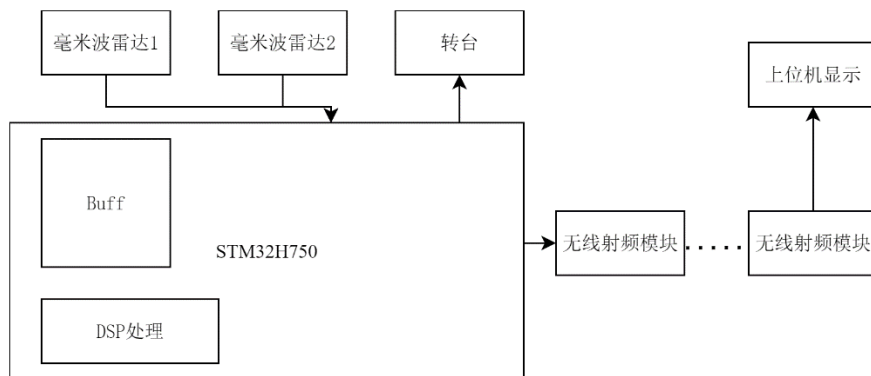 毫米波雷达1
毫米波雷达2
转台
上位机显示
Buff
STM32H750
无线射频模块
无线射频模块
DSP处理